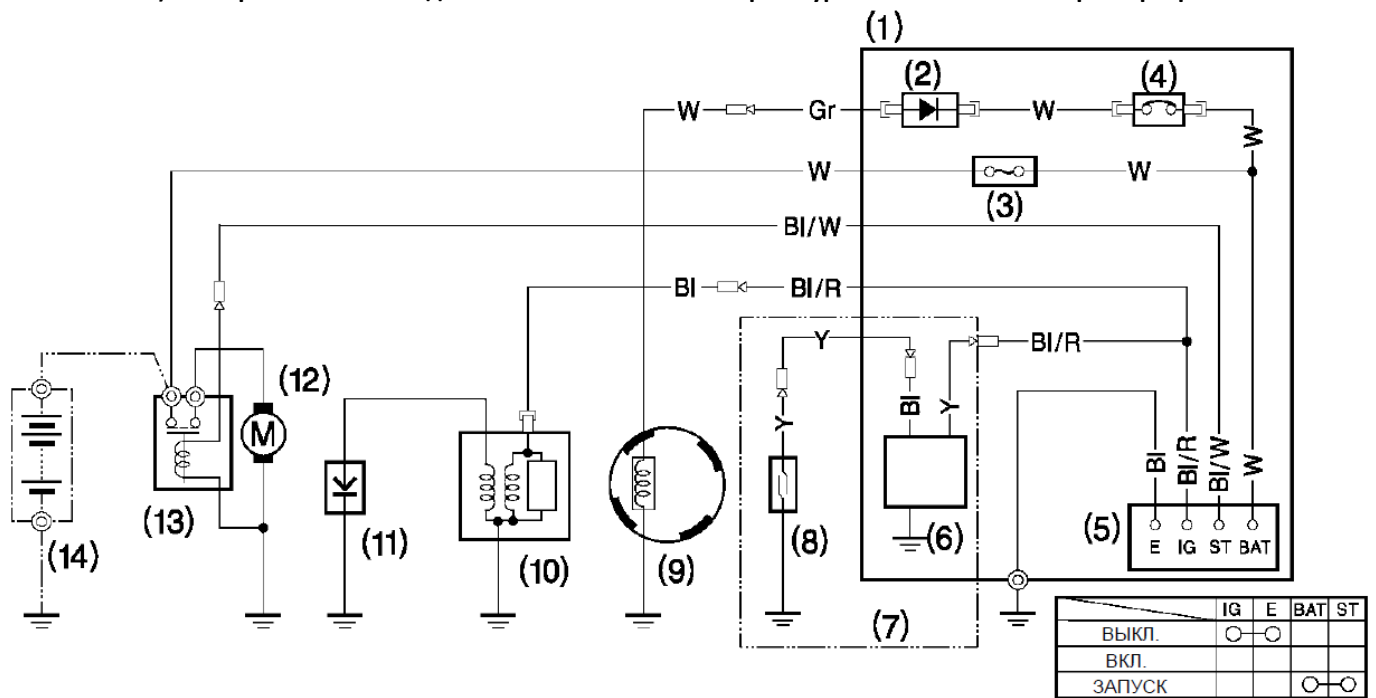 (1)
(2)
(4)
W
Gr
W
W
W
W
(3)
Bl/W
Bl
Bl/R
Y
Bl/R
(12)
M
Y
Bl
Y
Bl
Bl/R
Bl/W
W
(13)
(14)
(11)
(10)
(9)
(8)
(6)
(5)
E IG ST BAT
(7)
IG E BAT ST
ВЫКЛ.
ВКЛ.
ЗАПУСК